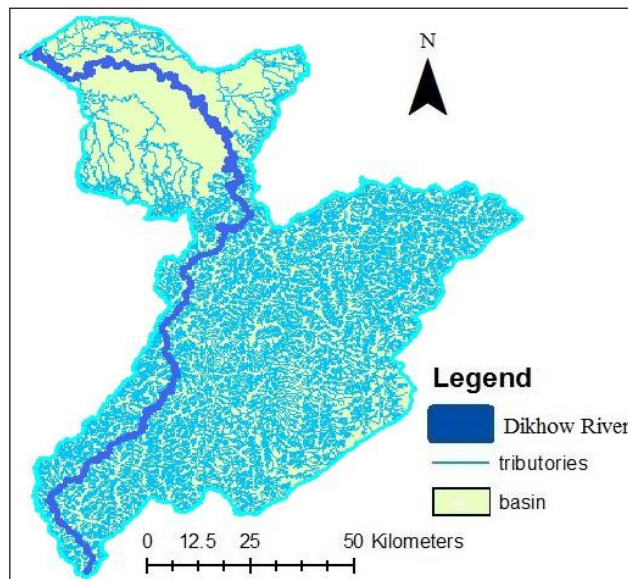 N
Legend
Dikhow River
tributories
basin
0 12.5 25 50 Kilometers